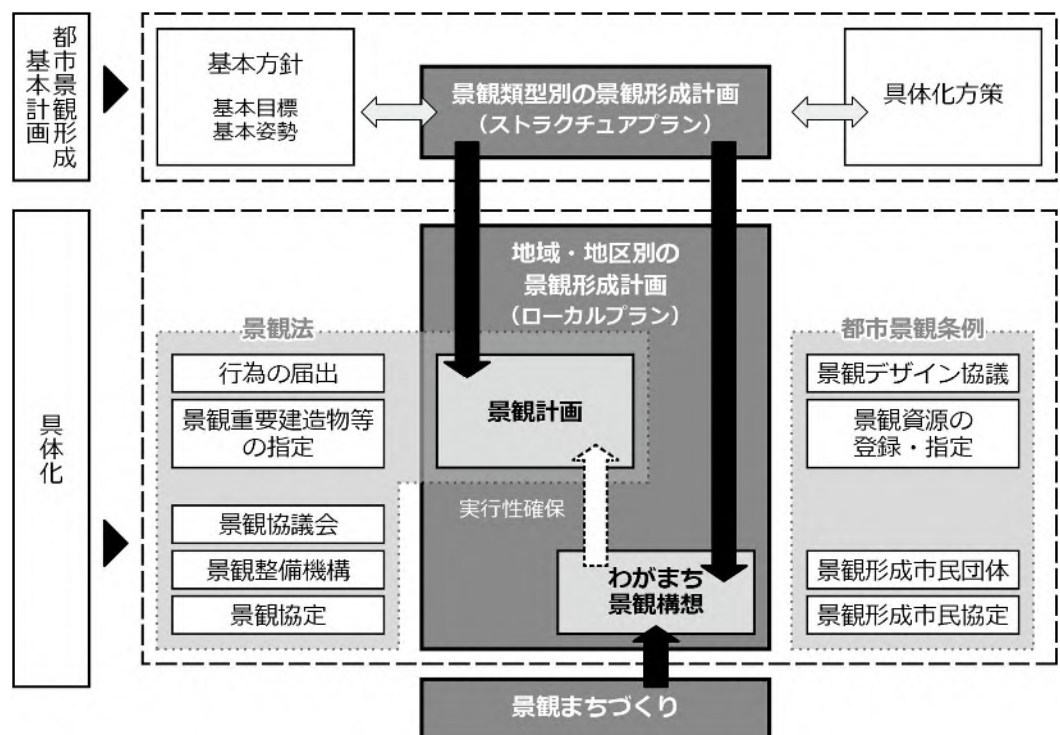 都市景観形成
基本計画
基本方針
基本目標
基本姿勢
景観類型別の景観形成計画
（ストラクチュアプラン）
具体化方策
具体化
地域・地区別の
景観形成計画
（ローカルプラン）
景観法
行為の届出
景観重要建造物等
の指定
景観協議会
景観整備機構
景観協定
景観計画
実行性確保
わがまち
景観構想
都市景観条例
景観デザイン協議
景観資源の
登録・指定
景観形成市民団体
景観形成市民協定
景観まちづくり